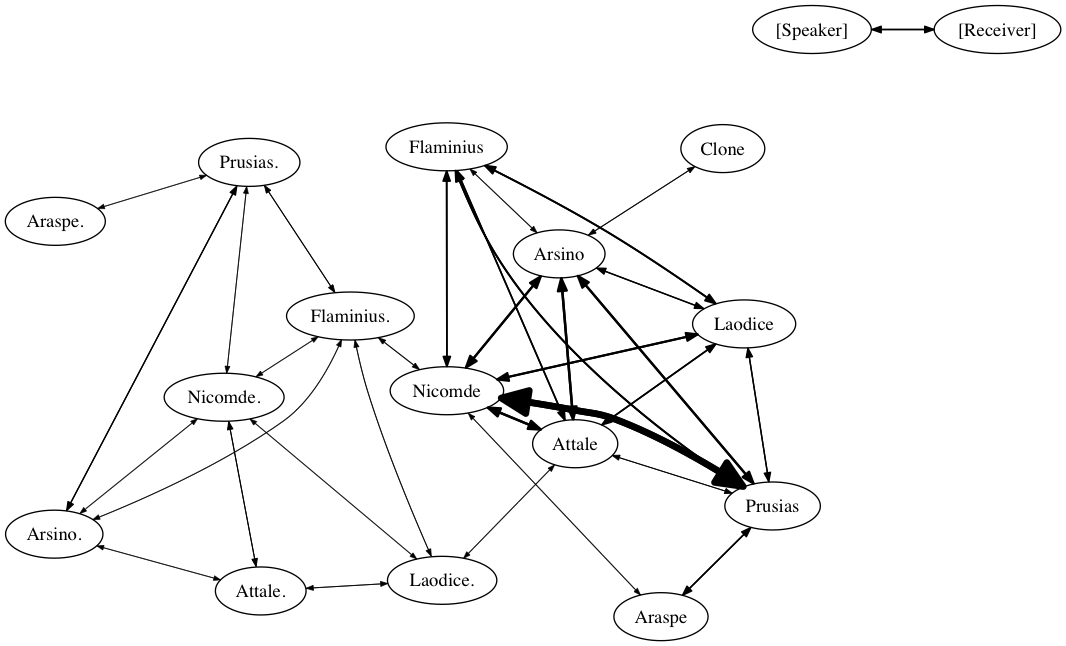 [Speaker] [Receiver]
Flaminius
Clone
Prusias.
Araspe.
Arsino
Flaminius.
Laodice
Nicomde
Nicomde.
Attale
Prusias
Arsino.
Laodice.
Attale.
Araspe